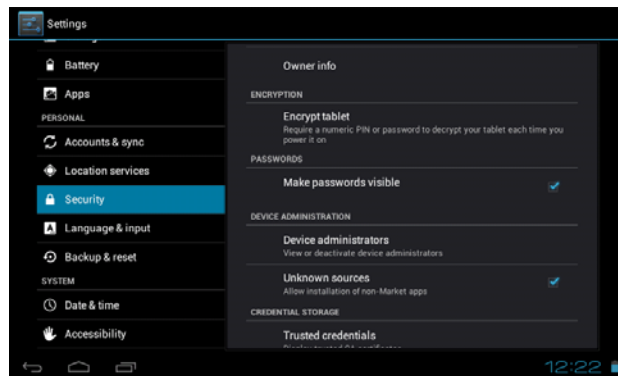 Settings
Battery
Apps
PERSONAL
Accounts & sync
Location services
Security
Language & input
Backup & reset
SYSTEM
Date & time
Accessibility
Owner info
ENCRYPTION
Encrypt tablet
Require a numeric PIN or password to decrypt your tablet each time you
power it on
PASSWORDS
Make passwords visible
DEVICE ADMINISTRATION
Device administrators
View or deactivate device administrators
Unknown sources
Allow installation of non-Market apps
CREDENTIAL STORAGE
Trusted credentials
12:22